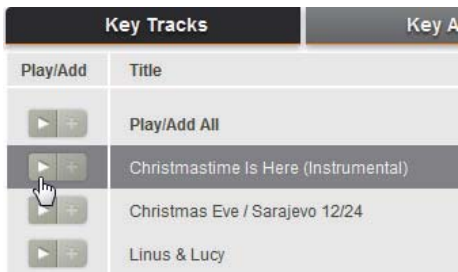 Key Tracks Key A
Play/Add Title
Play/Add All
Christmastime Is Here (Instrumental)
Christmas Eve / Sarajevo 12/24
Linus & Lucy